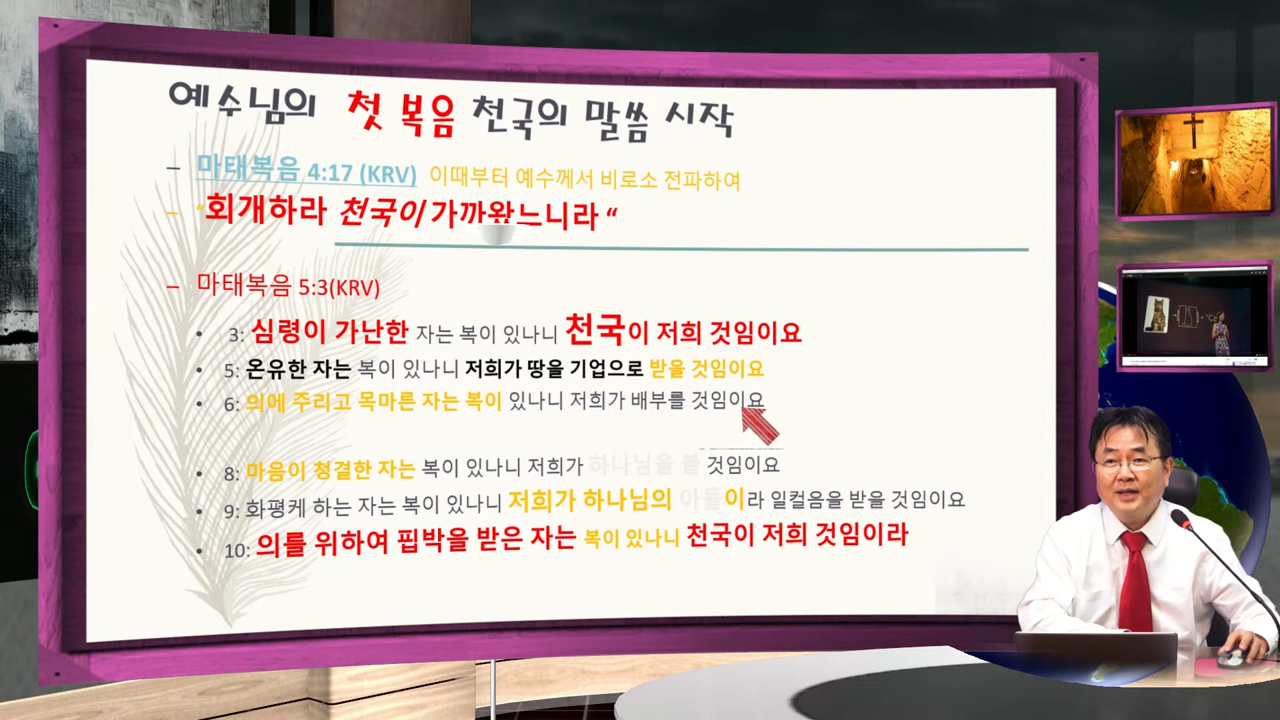 예수님의 첫 복음 천국의 말씀 시작
– 마태복음 4:17 (KRV) 이때부터 예수께서 비로소 전파하여
– “회개하라 천국이 가까왔느니라 “
– 마태복음 5:3(KRV)
• 3: 심령이 가난한 자는 복이 있나니 천국이 저희 것임이요
• 5: 온유한 자는 복이 있나니 저희가 땅을 기업으로 받을 것임이요
• 6: 의에 주리고 목마른 자는 복이 있나니 저희가 배부를 것임이요
• 8: 마음이 청결한 자는 복이 있나니 저희가 하나님을 볼 것임이요
• 9: 화평케 하는 자는 복이 있나니 저희가 하나님의 아들이라 일컬음을 받을 것임이요
• 10: 의를 위하여 핍박을 받은 자는 복이 있나니 천국이 저희 것임이라